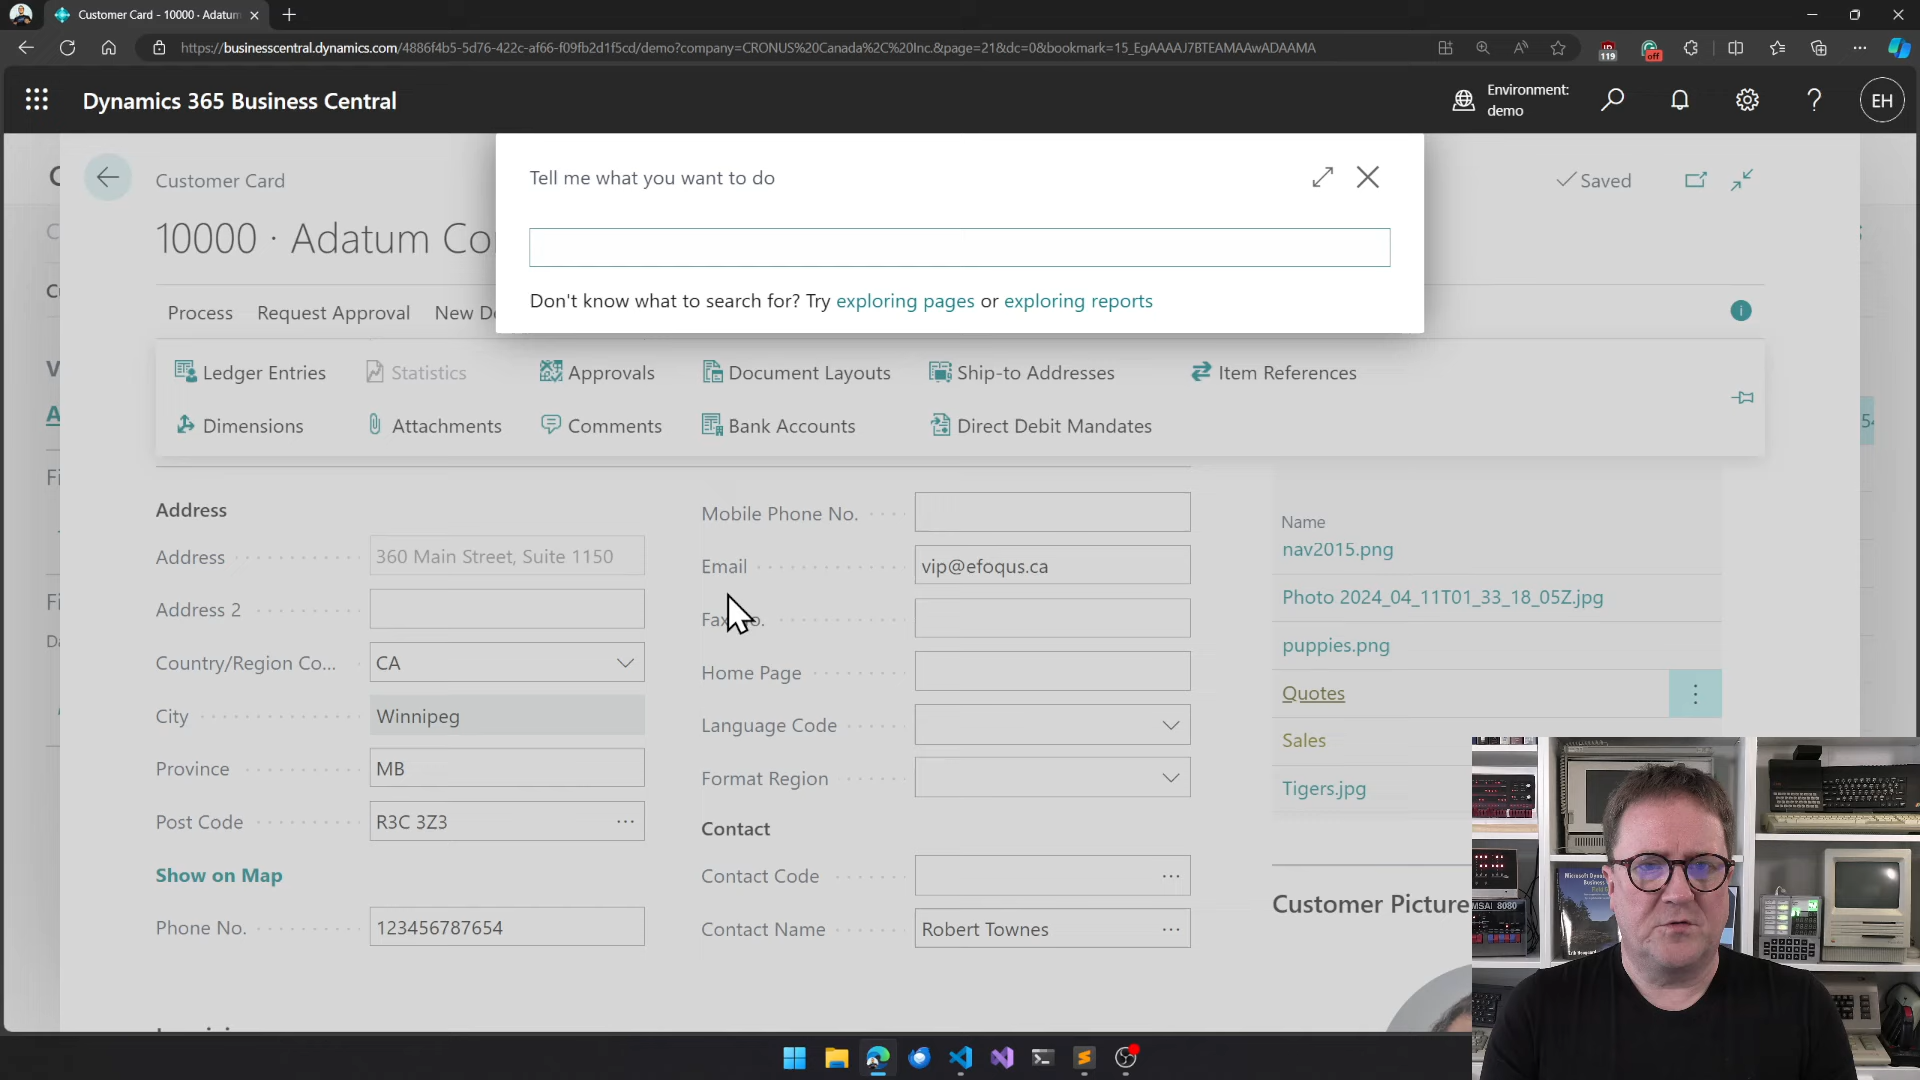 Customer Card - 10000 · Adatum
https://businesscentral.dynamics.com/4886f4b5-5d76-422c-af66-f09fb2d1f5cd/demo?company=CRONUS%20Canada%2C%20Inc.&page=21&dc=0&bookmark=15_EgAAAAJ7BTEAMAAwADAAMA
119
off
Dynamics 365 Business Central
Environment:
demo
EH
Tell me what you want to do
Customer Card
Saved
10000 · Adatum Co
Don't know what to search for? Try exploring pages or exploring reports
Process Request Approval New D
Ledger Entries Statistics Approvals Document Layouts Ship-to Addresses Item References
Dimensions Attachments Comments Bank Accounts Direct Debit Mandates
Address
Address 360 Main Street, Suite 1150
Address 2
Country/Region Co... CA
City Winnipeg
Province MB
Post Code R3C 3Z3
Show on Map
Phone No. 123456787654
Mobile Phone No.
Email vip@efoqus.ca
Fax No.
Home Page
Language Code
Format Region
Contact
Contact Code
Contact Name Robert Townes
Name
nav2015.png
Photo 2024_04_11T01_33_18_05Z.jpg
puppies.png
Quotes
Sales
Tigers.jpg
Customer Picture